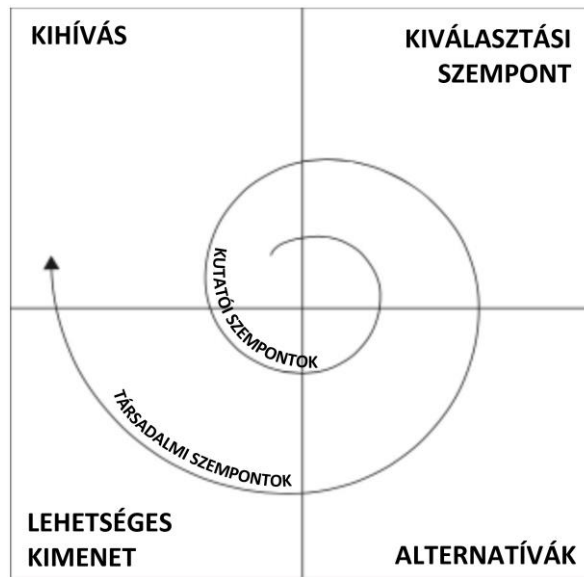 KIHÍVÁS
KIVÁLASZTÁSI
SZEMPONT
KUTATÓI SZEMPONTOK
TÁRSADALMI SZEMPONTOK
LEHETSÉGES
KIMENET
ALTERNATÍVÁK